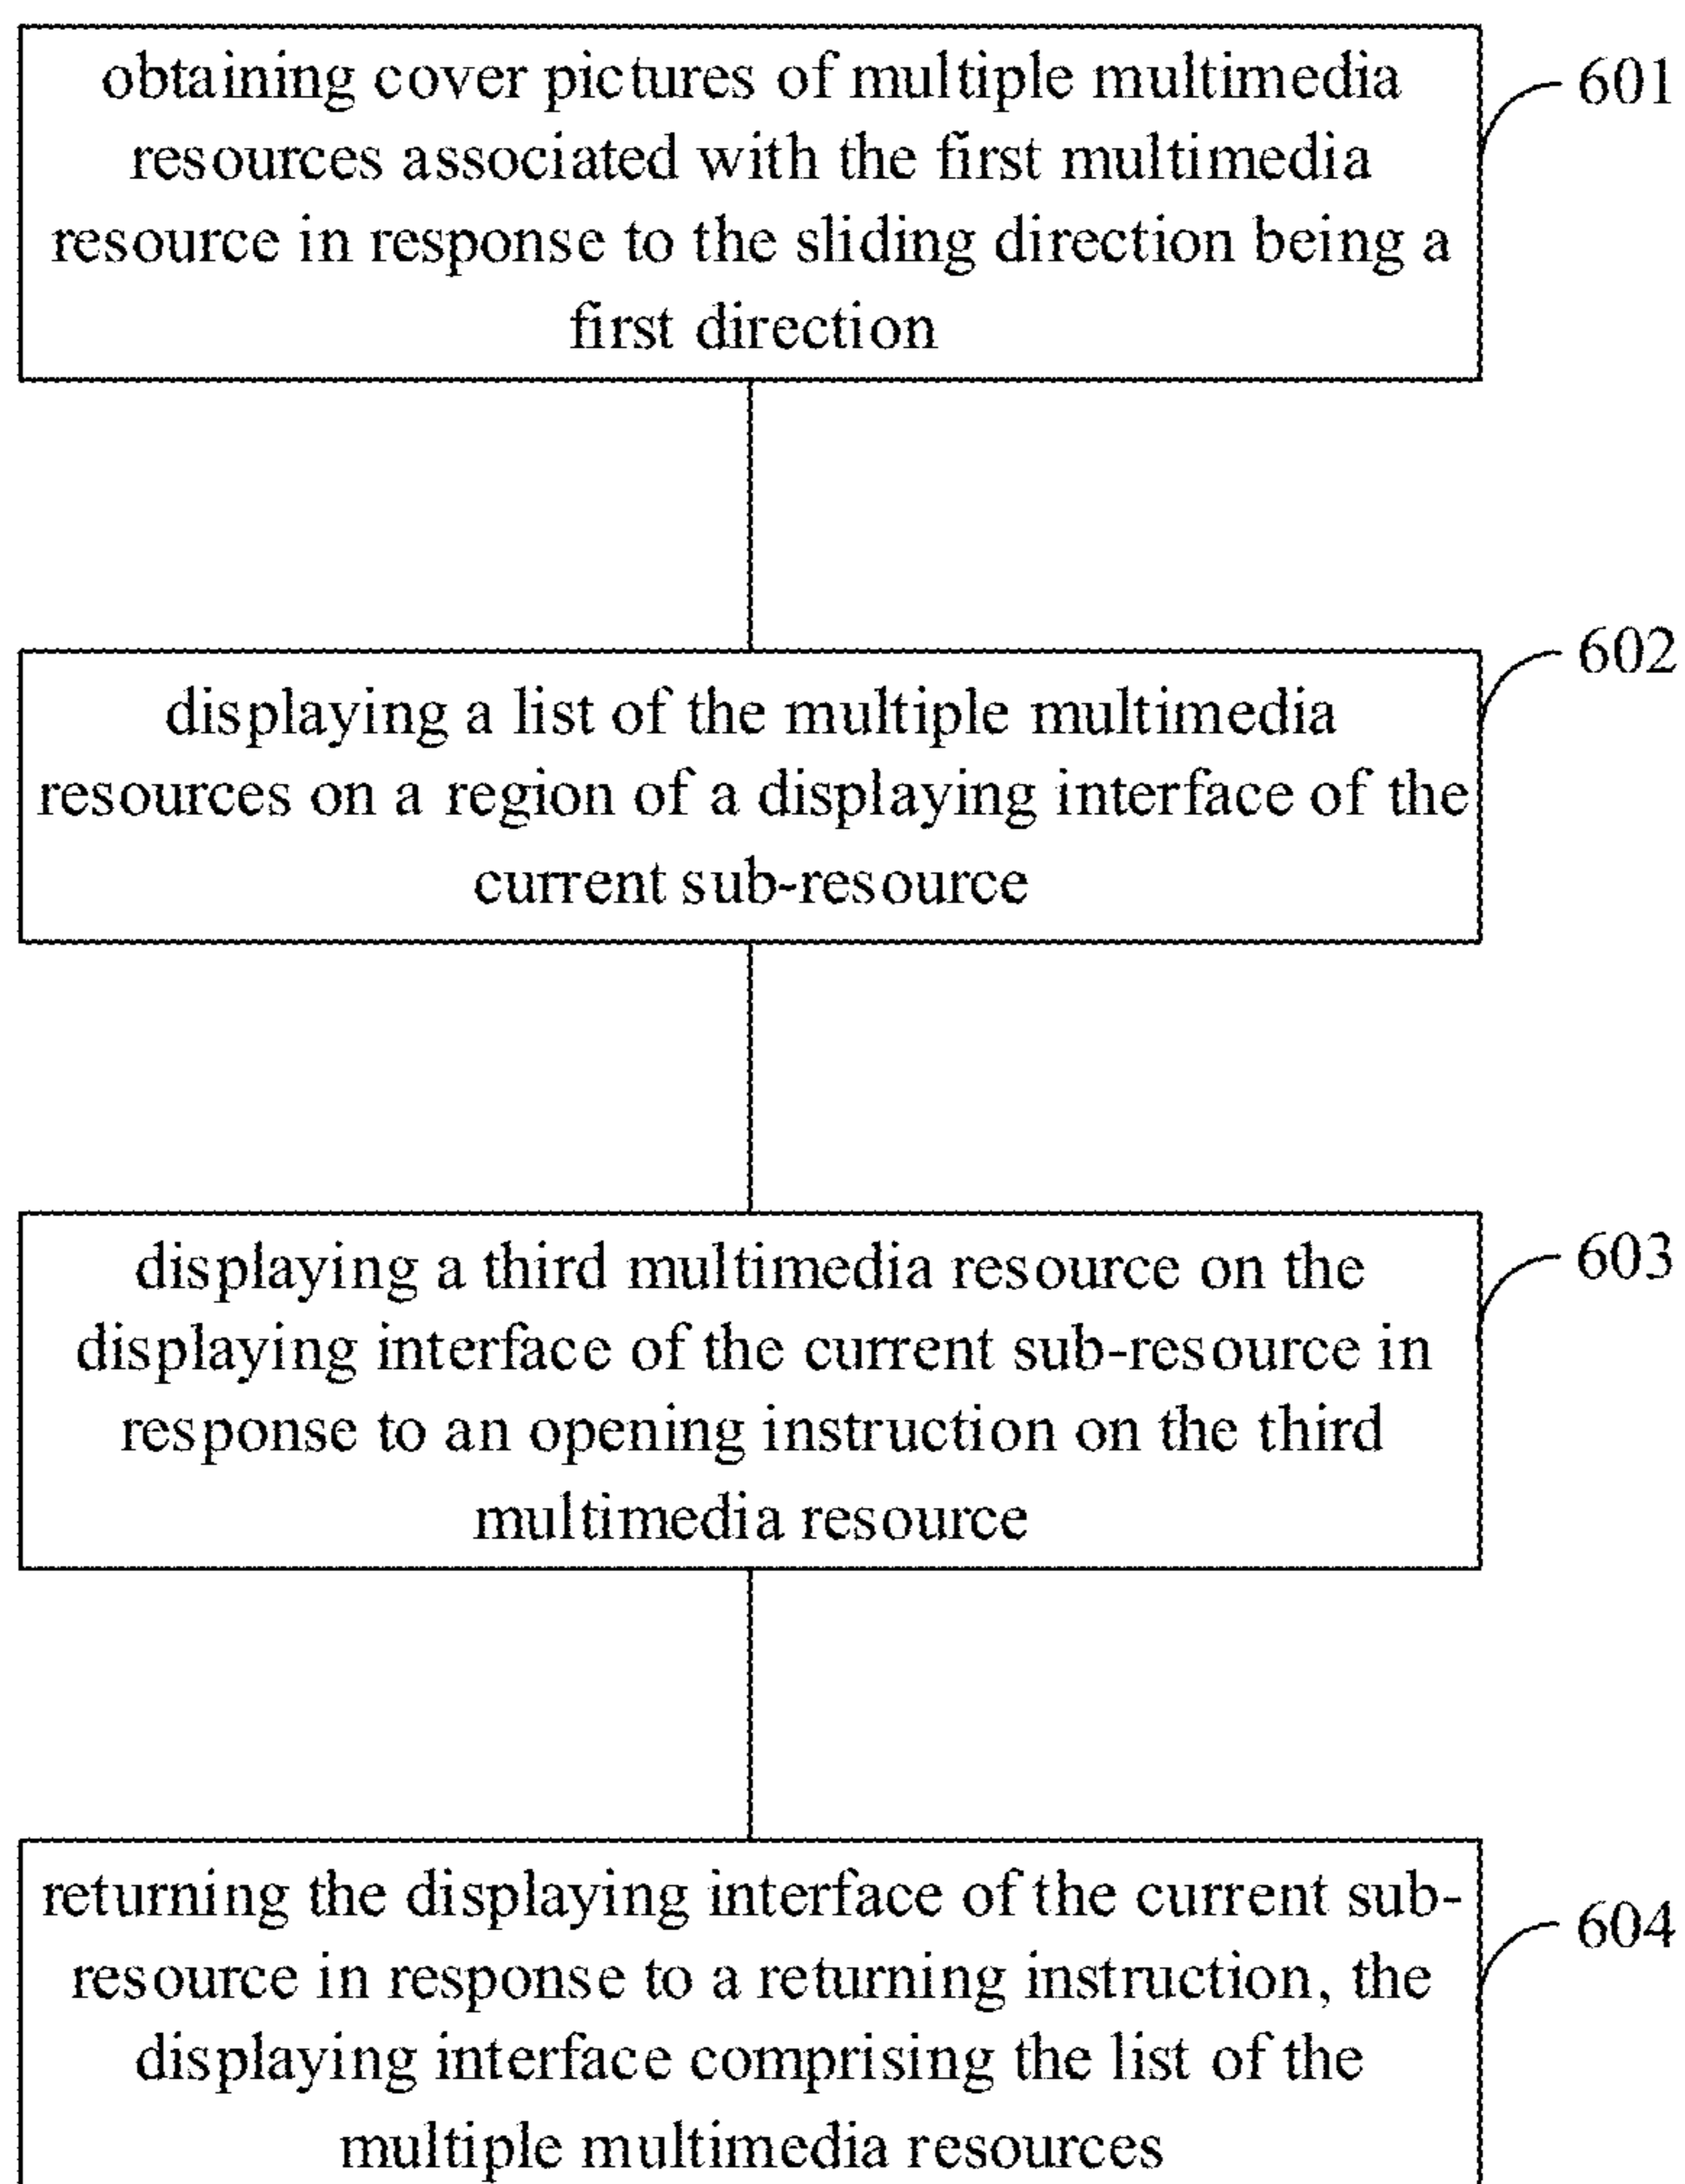 obtaining cover pictures of multiple multimedia
resources associated with the first multimedia
resource in response to the sliding direction being a
first direction
601
displaying a list of the multiple multimedia
resources on a region of a displaying interface of the
current sub-resource
602
displaying a third multimedia resource on the
displaying interface of the current sub-resource in
response to an opening instruction on the third
multimedia resource
603
returning the displaying interface of the current sub-
resource in response to a returning instruction, the
displaying interface comprising the list of the
multiple multimedia resources
604